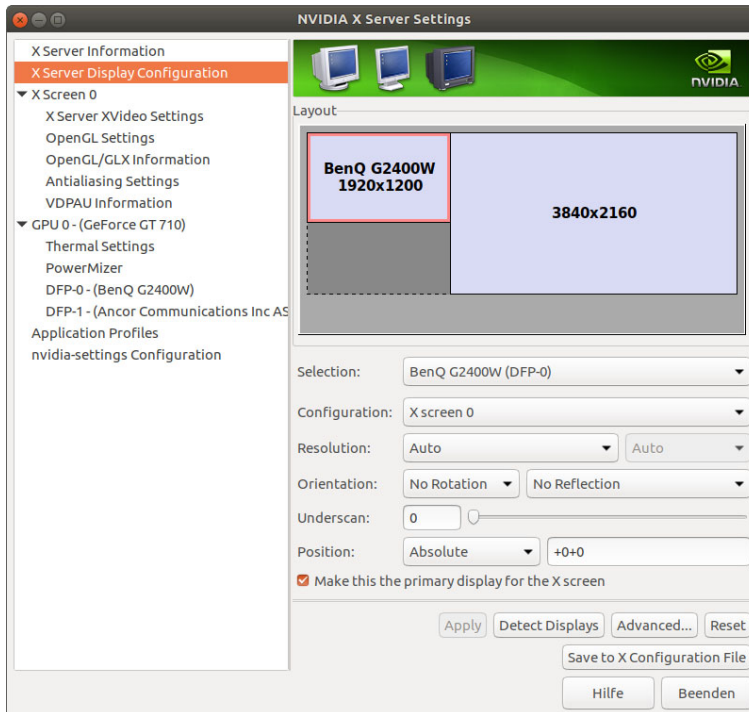 NVIDIA X Server Settings
X Server Information
X Server Display Configuration
X Screen 0
X Server XVideo Settings
OpenGL Settings
OpenGL/GLX Information
Antialiasing Settings
VDPAU Information
GPU 0 - (GeForce GT 710)
Thermal Settings
PowerMizer
DFP-0 - (BenQ G2400W)
DFP-1 - (Ancor Communications Inc AS
Application Profiles
nvidia-settings Configuration
NVIDIA
Layout
BenQ G2400W
1920x1200
3840x2160
Selection: BenQ G2400W (DFP-0)
Configuration: X screen 0
Resolution: Auto Auto
Orientation: No Rotation No Reflection
Underscan: 0
Position: Absolute +0+0
Make this the primary display for the X screen
Apply Detect Displays Advanced... Reset
Save to X Configuration File
Hilfe Beenden